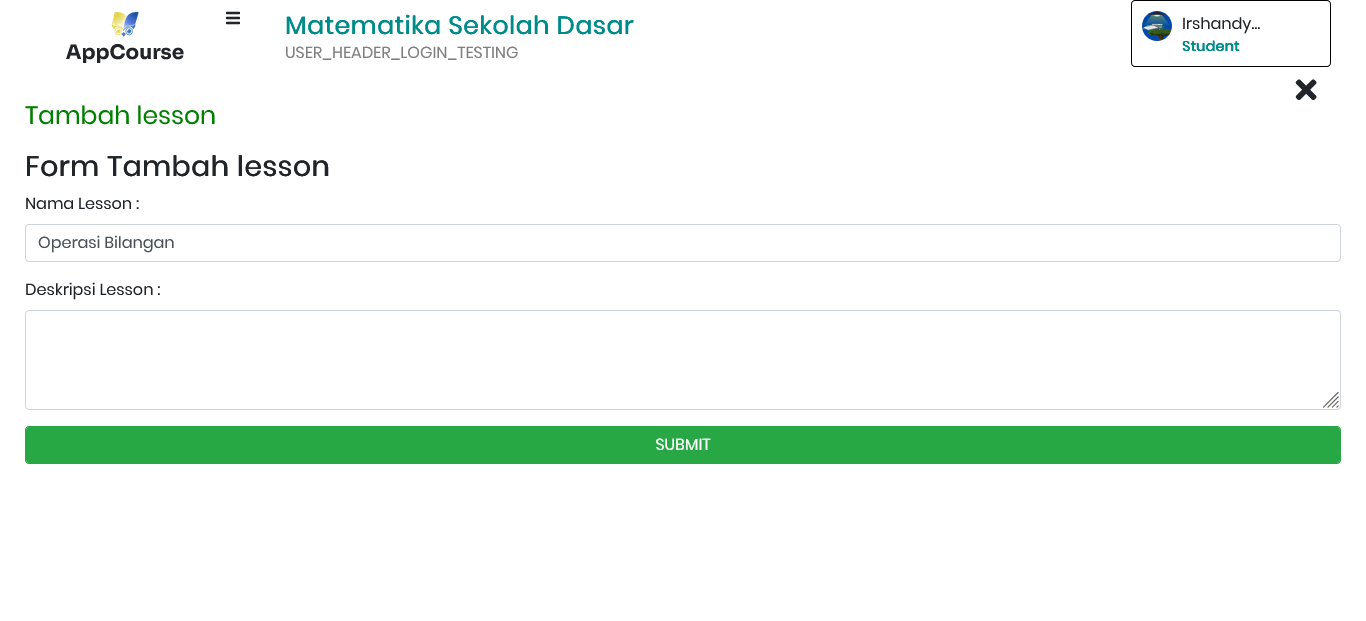 AppCourse
Matematika Sekolah Dasar
USER_HEADER_LOGIN_TESTING
Irshandy...
Student
Tambah lesson
Form Tambah lesson
Nama Lesson :
Operasi Bilangan
Deskripsi Lesson :
SUBMIT